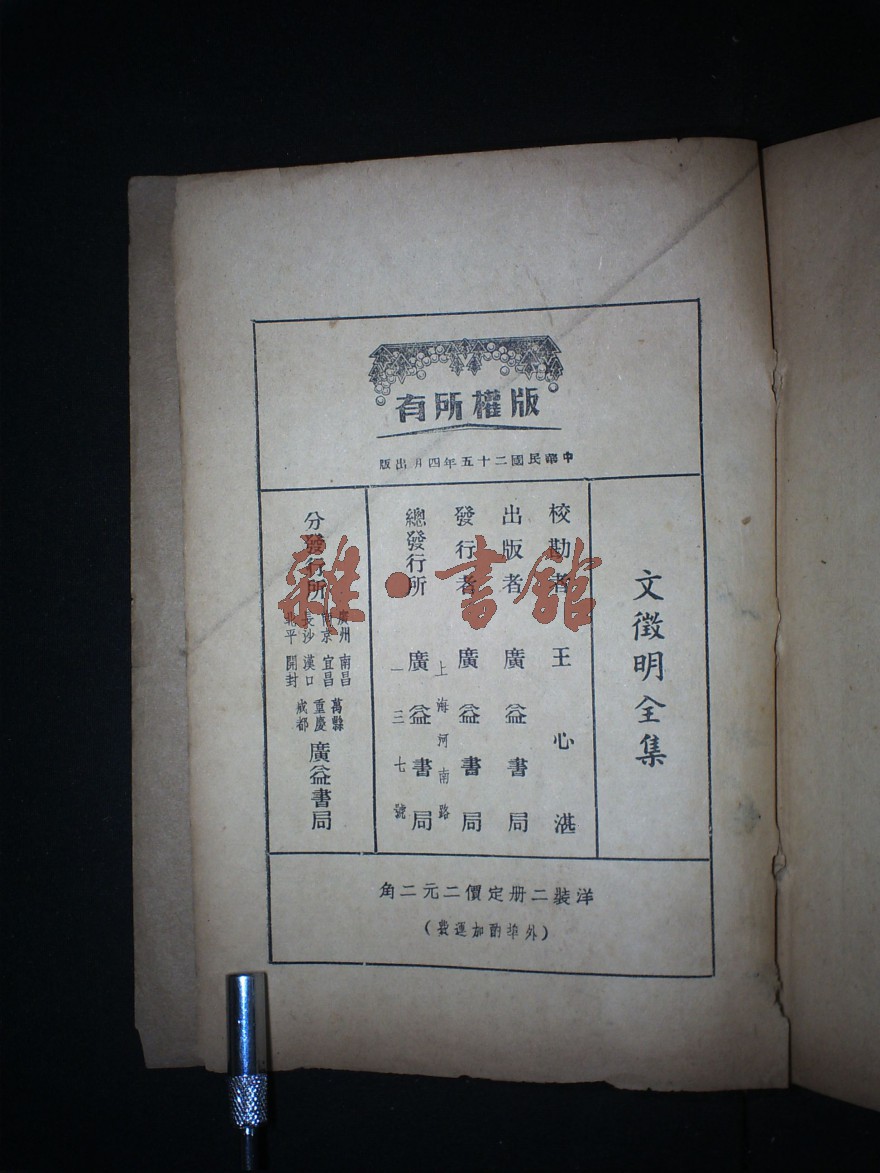 版權所有
中華民國二十五年四月出版
文徵明全集
校勘者 王心湛
出版者 廣益書局
發行者 廣益書局
上海河南路
總發行所 廣益書局
一三七號
分發行所
廣州 南昌 萬縣
南京 宜昌 重慶
長沙 漢口 成都
北平 開封
廣益書局
洋裝二册定價二元二角
(外埠酌加運費)
雜·書館